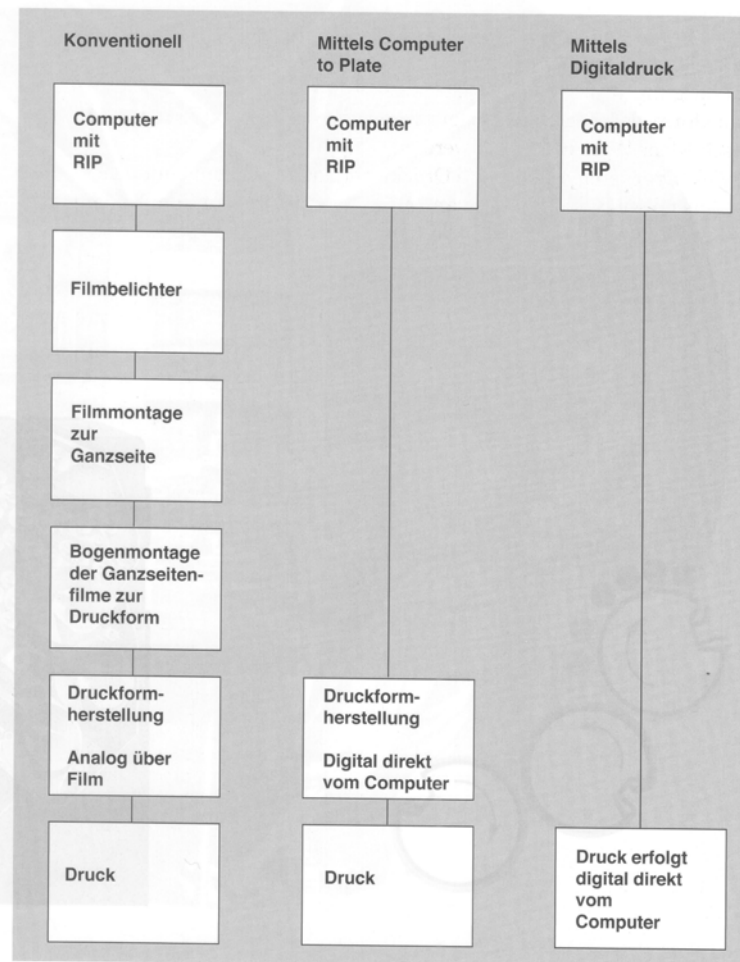 Konventionell
Computer
mit
RIP
Filmbelichter
Filmmontage
zur
Ganzseite
Bogenmontage
der Ganzseiten-
filme zur
Druckform
Druckform-
herstellung
Analog über
Film
Druck
Mittels Computer
to Plate
Computer
mit
RIP
Druckform-
herstellung
Digital direkt
vom Computer
Druck
Mittels
Digitaldruck
Computer
mit
RIP
Druck erfolgt
digital direkt
vom
Computer